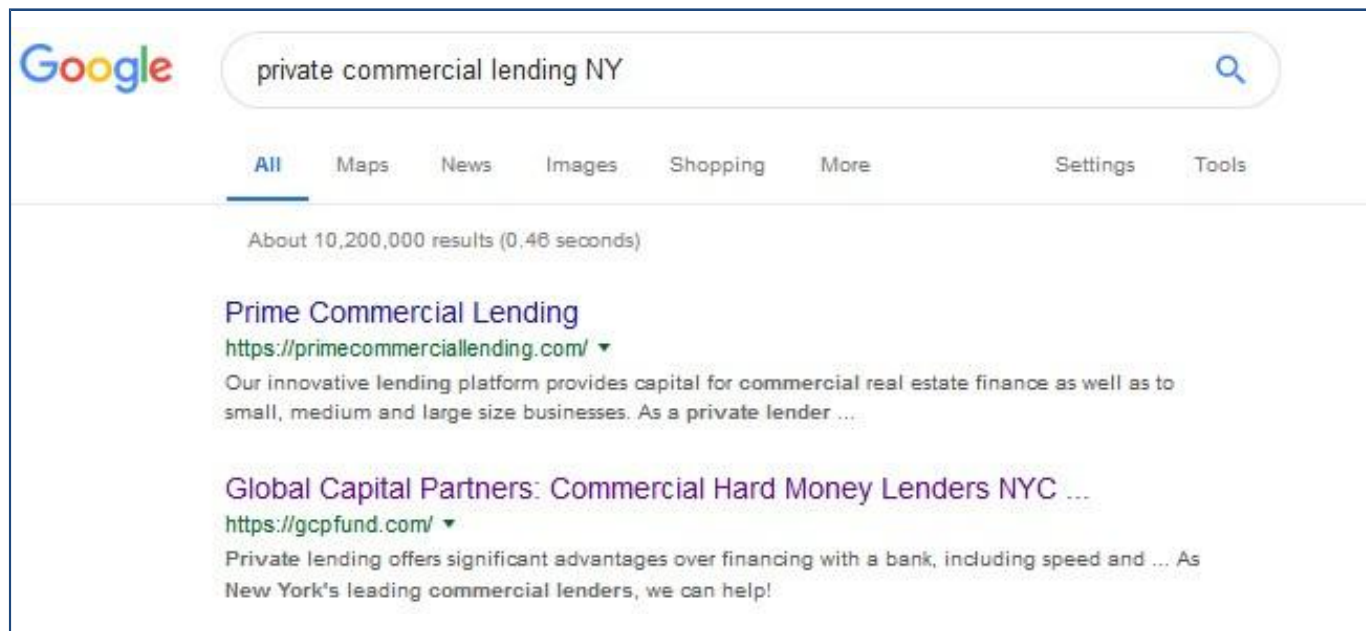 Google
private commercial lending NY
All Maps News Images Shopping More Settings Tools
About 10,200,000 results (0.46 seconds)
Prime Commercial Lending
https://primecommerciallending.com/
Our innovative lending platform provides capital for commercial real estate finance as well as to
small, medium and large size businesses. As a private lender ...
Global Capital Partners: Commercial Hard Money Lenders NYC ...
https://gcpfund.com/
Private lending offers significant advantages over financing with a bank, including speed and ... As
New York's leading commercial lenders, we can help!